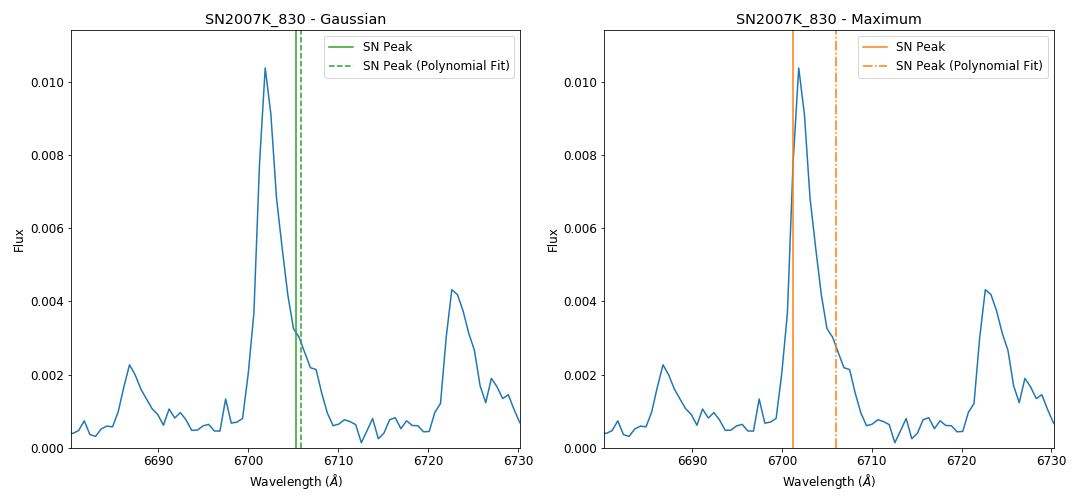 SN2007K_830 - Gaussian
SN Peak
SN Peak (Polynomial Fit)
Flux
0.010
0.008
0.006
0.004
0.002
0.000
6690 6700 6710 6720 6730
Wavelength (Å)
SN2007K_830 - Maximum
SN Peak
SN Peak (Polynomial Fit)
Flux
0.010
0.008
0.006
0.004
0.002
0.000
6690 6700 6710 6720 6730
Wavelength (Å)